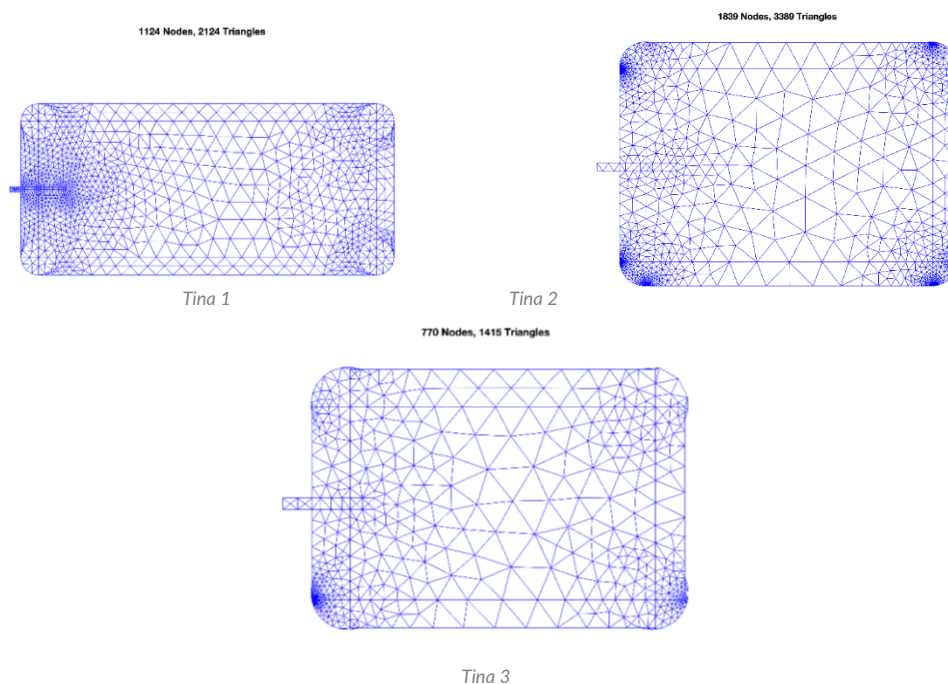 1124 Nodes, 2124 Triangles
1839 Nodes, 3389 Triangles
Tina 1
Tina 2
770 Nodes, 1415 Triangles
Tina 3